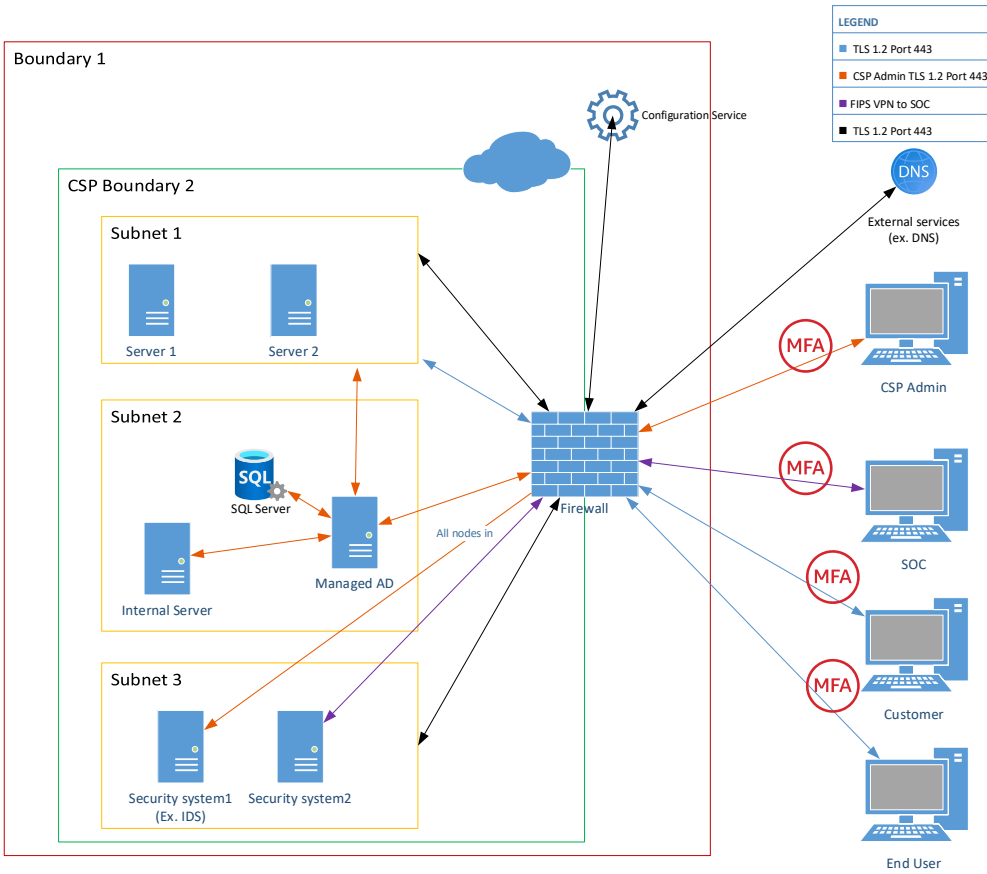 LEGEND
TLS 1.2 Port 443
CSP Admin TLS 1.2 Port 443
FIPS VPN to SOC
TLS 1.2 Port 443
Boundary 1
Configuration Service
DNS
External services
(ex. DNS)
CSP Boundary 2
Subnet 1
Server 1
Server 2
MFA
CSP Admin
Subnet 2
SQL
SQL Server
Internal Server
Managed AD
Firewall
All nodes in
MFA
SOC
MFA
Customer
MFA
End User
Subnet 3
Security system1
(Ex. IDS)
Security system2